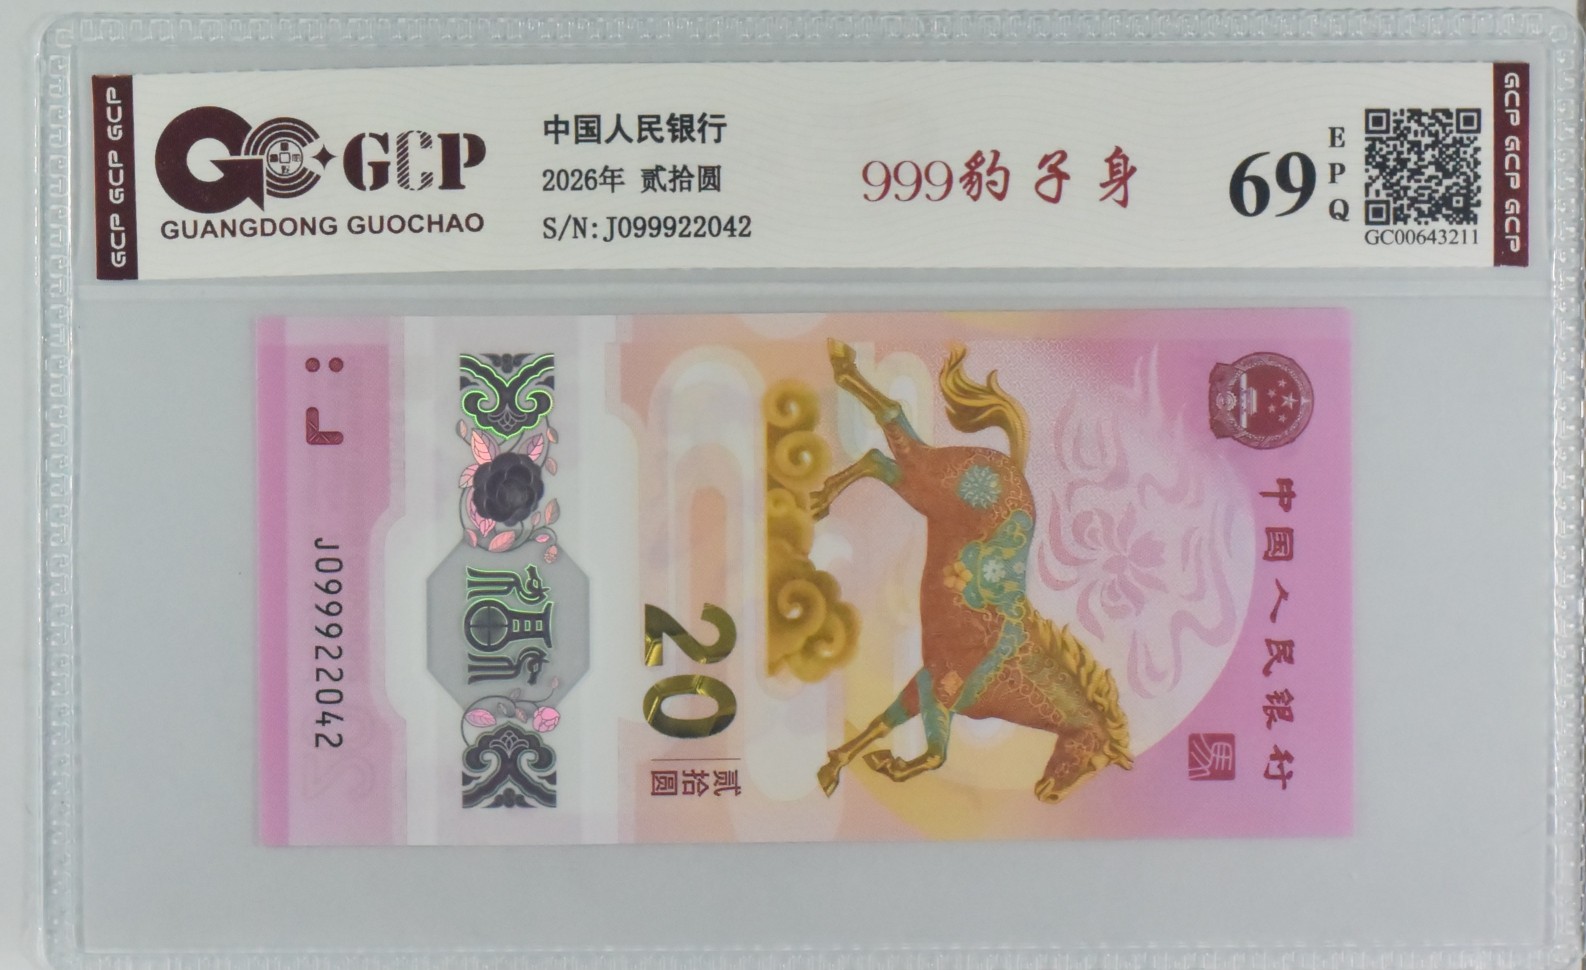 GCP GCP GCP
GCP
GUANGDONG GUOCHAO
中国人民银行
2026年 贰拾圆
S/N:J099922042
999豹子身
69
EPQ
GC00643211
GCP GCP GCP
中国人民银行
马
20
贰拾圆
福
J099922042